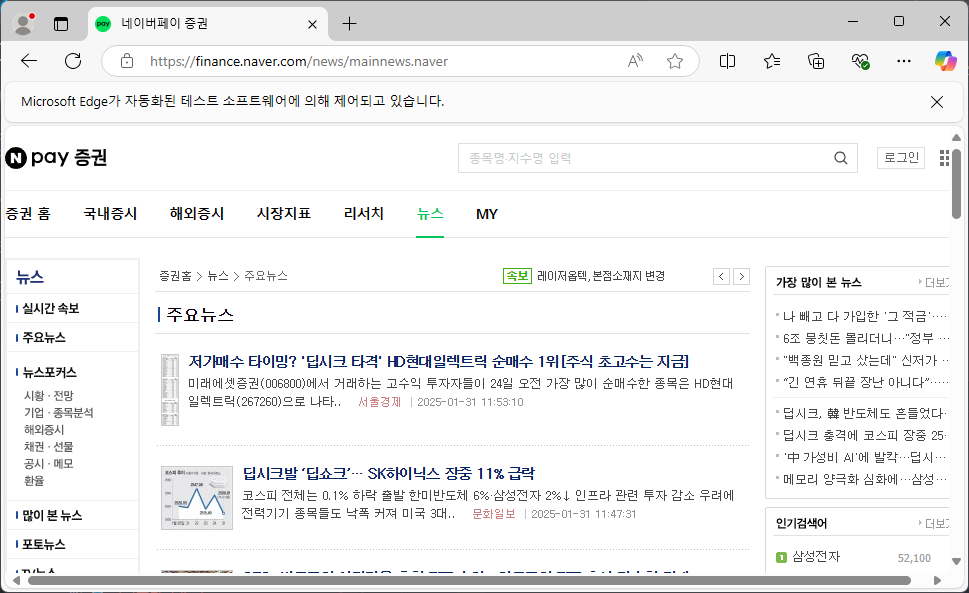 네이버페이 증권
https://finance.naver.com/news/mainnews.naver
Microsoft Edge가 자동화된 테스트 소프트웨어에 의해 제어되고 있습니다.
N pay 증권
종목명·지수명 입력
로그인
증권 홈 국내증시 해외증시 시장지표 리서치 뉴스 MY
뉴스
실시간 속보
주요뉴스
뉴스포커스
시황·전망
기업·종목분석
해외증시
채권·선물
공시·메모
환율
많이 본 뉴스
포토뉴스
증권홈 > 뉴스 > 주요뉴스
속보 레이저옵텍, 본점소재지 변경
주요뉴스
저가매수 타이밍? '딥시크 타격' HD현대일렉트릭 순매수 1위[주식 초고수는 지금]
미래에셋증권(006800)에서 거래하는 고수익 투자자들이 24일 오전 가장 많이 순매수한 종목은 HD현대
일렉트릭(267260)으로 나타.. 서울경제 | 2025-01-31 11:53:10
딥시크발 ‘딥쇼크’… SK하이닉스 장중 11% 급락
코스피 전체는 0.1% 하락 출발 한미반도체 6%·삼성전자 2%↓ 인프라 관련 투자 감소 우려에
전력기기 종목들도 낙폭 커져 미국 3대.. 문화일보 | 2025-01-31 11:47:31
가장 많이 본 뉴스 더보
나 빼고 다 가입한 '그 적금'…
6조 뭉칫돈 몰리더니…"정부
"백종원 믿고 샀는데" 신저가
“긴 연휴 뒤끝 장난 아니다”…
딥시크, 韓 반도체도 흔들었다
딥시크 충격에 코스피 장중 25
'中 가성비 AI'에 발칵…딥시…
메모리 양극화 심화에…삼성…
인기검색어 더보
1 삼성전자 52,100